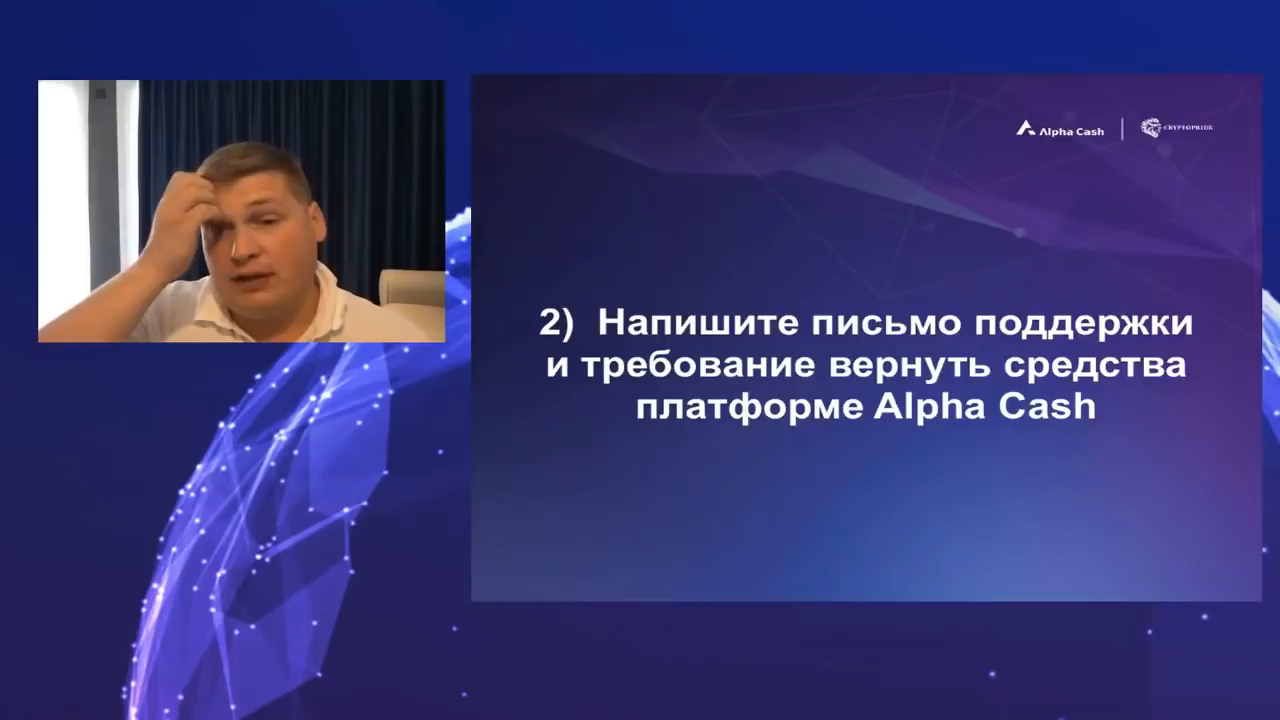 Alpha Cash
CRYPTOPRIDE
2) Напишите письмо поддержки
и требование вернуть средства
платформе Alpha Cash